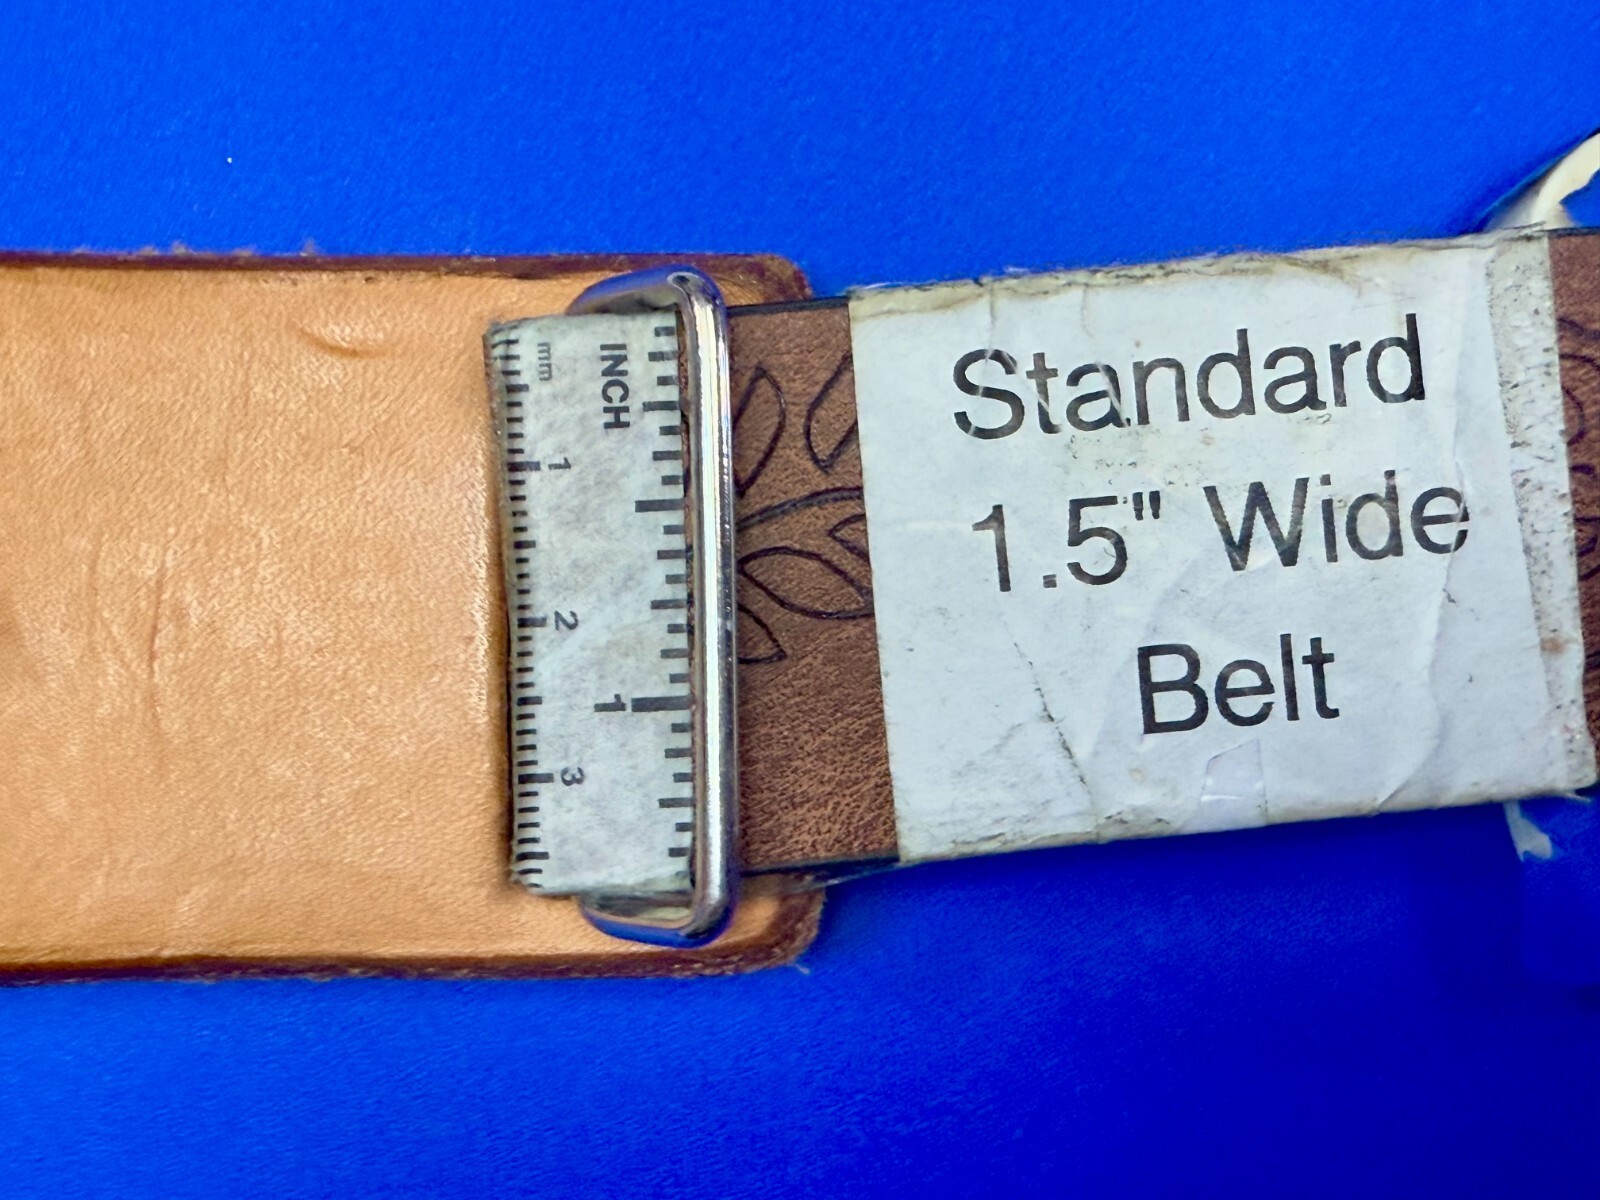 mm
INCH
1
2
3
1
Standard
1.5" Wide
Belt